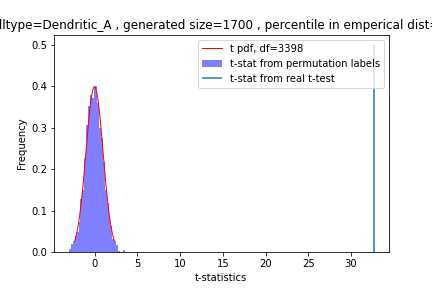 lltype=Dendritic_A , generated size=1700 , percentile in emperical dist=
0.5
0.4
0.3
0.2
0.1
0.0
Frequency
t pdf, df=3398
t-stat from permutation labels
t-stat from real t-test
0 5 10 15 20 25 30
t-statistics